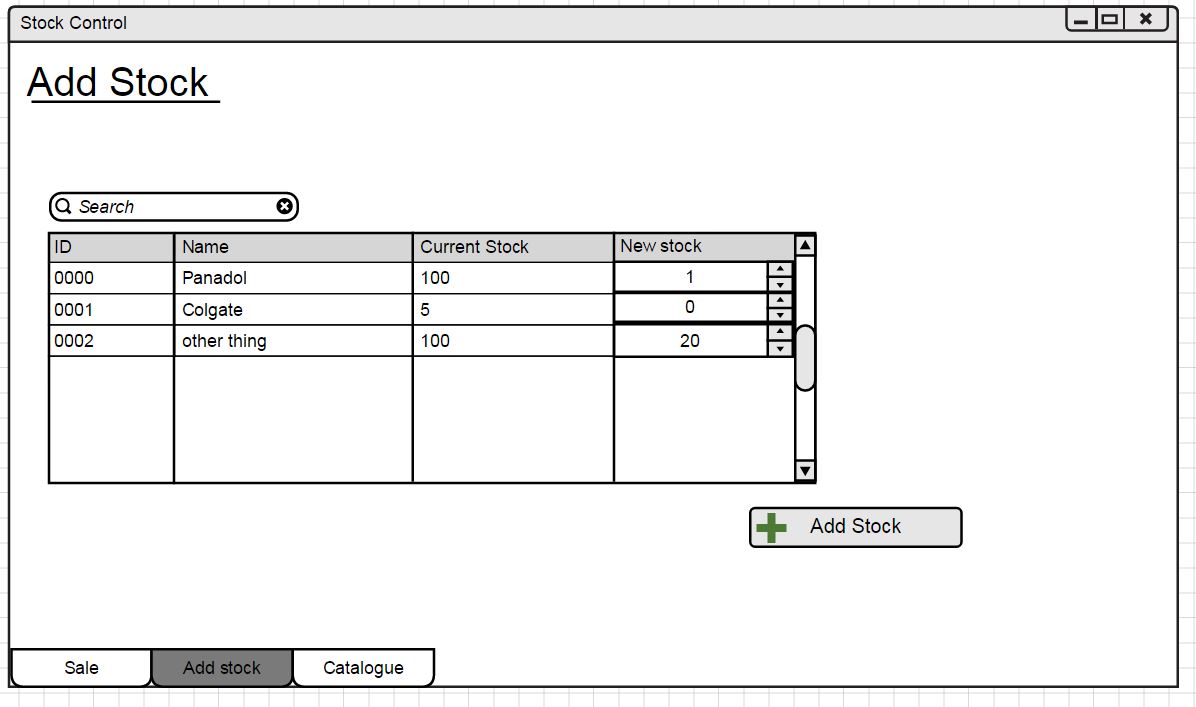 Stock Control
Add Stock
Search
ID Name Current Stock New stock
0000 Panadol 100 1
0001 Colgate 5 0
0002 other thing 100 20
Add Stock
Sale Add stock Catalogue